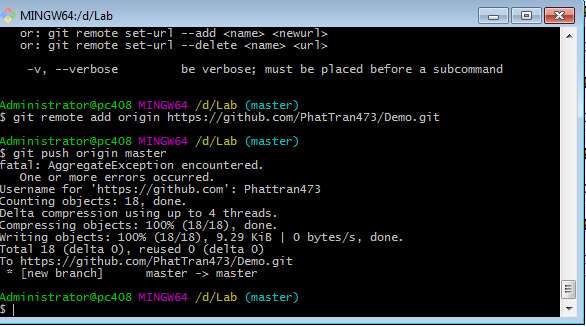 MINGW64:/d/Lab
or: git remote set-url --add <name> <newurl>
or: git remote set-url --delete <name> <url>
-v, --verbose be verbose; must be placed before a subcommand
Administrator@pc408 MINGW64 /d/Lab (master)
$ git remote add origin https://github.com/PhatTran473/Demo.git
Administrator@pc408 MINGW64 /d/Lab (master)
$ git push origin master
fatal: AggregateException encountered.
One or more errors occurred.
Username for 'https://github.com': Phattran473
Counting objects: 18, done.
Delta compression using up to 4 threads.
Compressing objects: 100% (18/18), done.
Writing objects: 100% (18/18), 9.29 KiB | 0 bytes/s, done.
Total 18 (delta 0), reused 0 (delta 0)
To https://github.com/PhatTran473/Demo.git
* [new branch] master -> master
Administrator@pc408 MINGW64 /d/Lab (master)
$